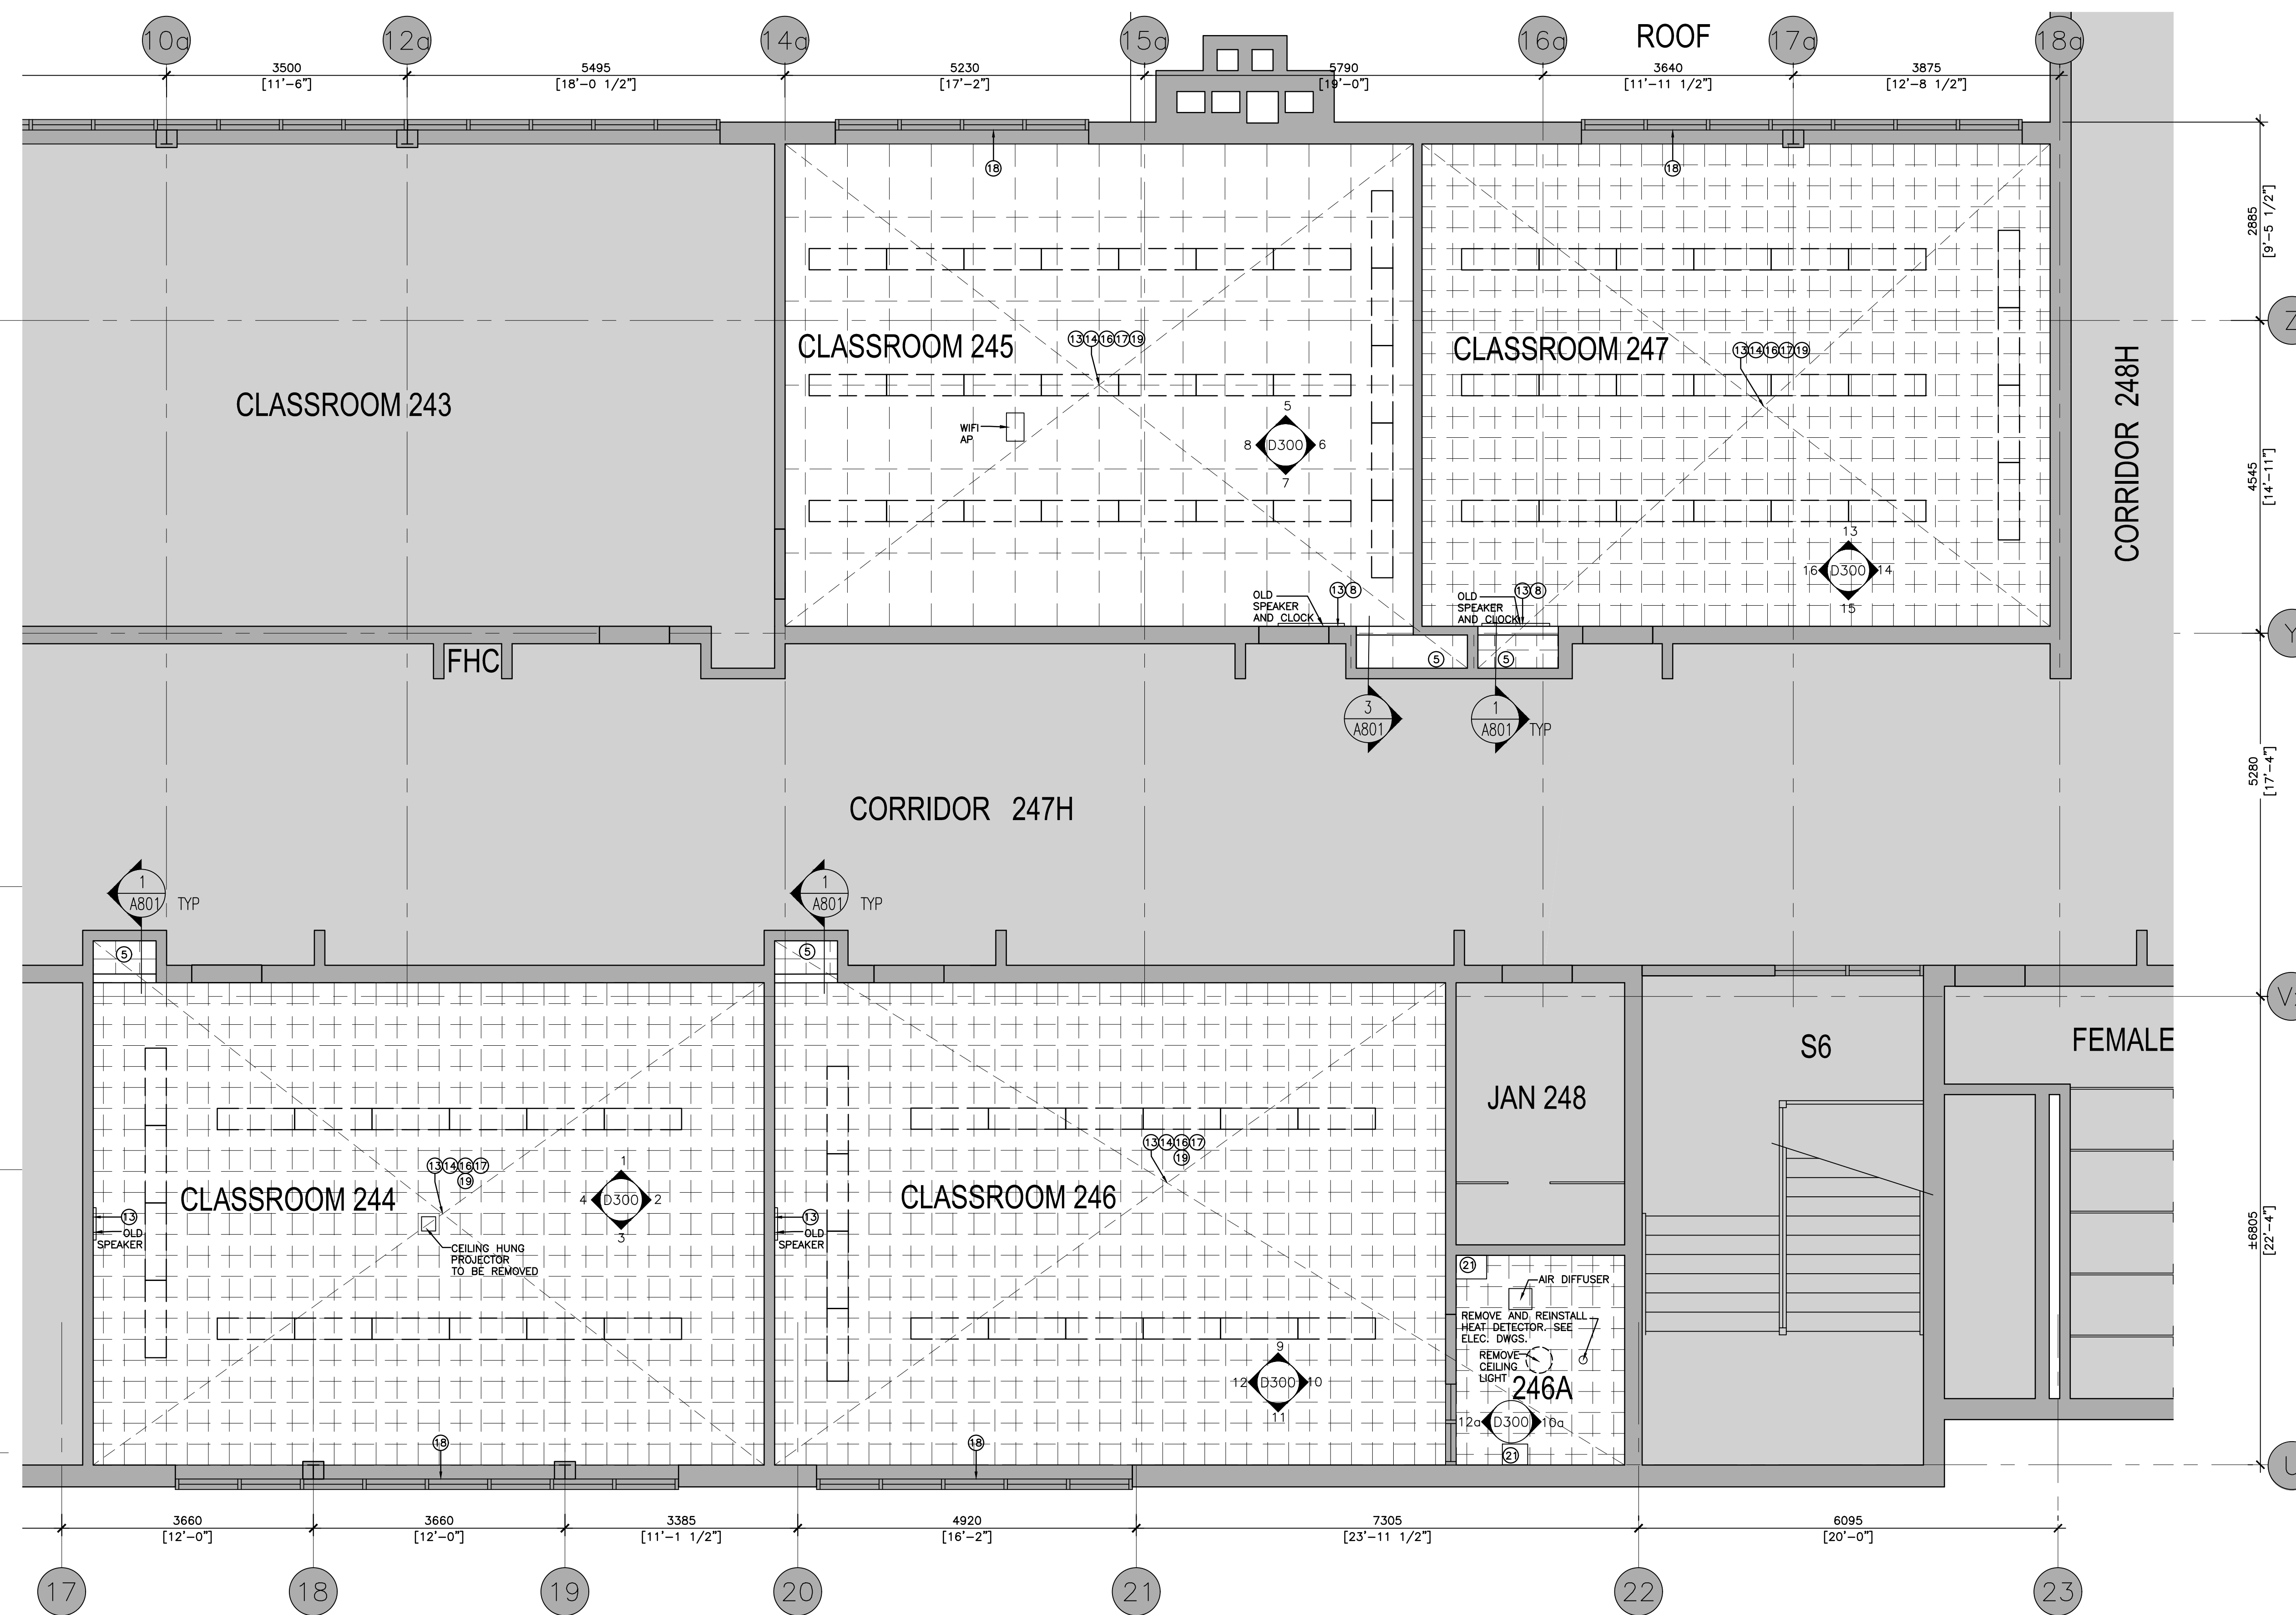 10a
12a
14a
15a
16a
ROOF
17a
18a
3500
[11'-6"]
5495
[18'-0 1/2"]
5230
[17'-2"]
5790
[19'-0"]
3640
[11'-11 1/2"]
3875
[12'-8 1/2"]
18
18
2885
[9'-5 1/2"]
Z
CLASSROOM 243
CLASSROOM 245
13 14 16 17 19
WIFI
AP
5
8 D300 6
7
CLASSROOM 247
13 14 16 17 19
CORRIDOR 248H
4545
[14'-11"]
13
16 D300 14
15
OLD
SPEAKER
AND CLOCK
13 8
OLD
SPEAKER
AND CLOCK
13 8
Y
FHC
5
5
3
A801
1
A801 TYP
5280
[17'-4"]
CORRIDOR 247H
1
A801 TYP
1
A801 TYP
5
5
V
S6
FEMALE
JAN 248
CLASSROOM 244
13 14 16 17
19
1
4 D300 2
3
13
OLD
SPEAKER
CEILING HUNG
PROJECTOR
TO BE REMOVED
CLASSROOM 246
13 14 16 17
19
13
OLD
SPEAKER
9
12 D300 10
11
21
AIR DIFFUSER
REMOVE AND REINSTALL
HEAT DETECTOR. SEE
ELEC. DWGS.
REMOVE
CEILING
LIGHT
246A
12a D300 10a
21
±6805
[22'-4"]
18
18
U
3660
[12'-0"]
3660
[12'-0"]
3385
[11'-1 1/2"]
4920
[16'-2"]
7305
[23'-11 1/2"]
6095
[20'-0"]
17
18
19
20
21
22
23